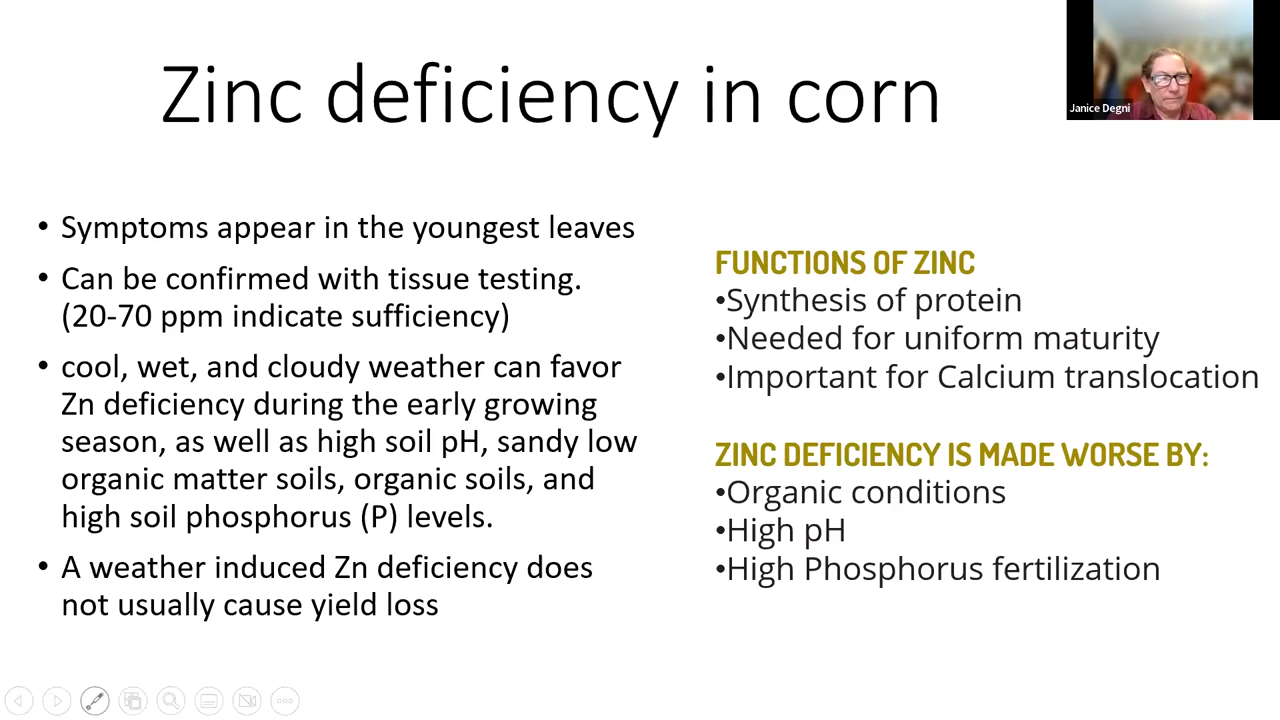 Zinc deficiency in corn
Janice Degni
• Symptoms appear in the youngest leaves
• Can be confirmed with tissue testing.
(20-70 ppm indicate sufficiency)
• cool, wet, and cloudy weather can favor
Zn deficiency during the early growing
season, as well as high soil pH, sandy low
organic matter soils, organic soils, and
high soil phosphorus (P) levels.
• A weather induced Zn deficiency does
not usually cause yield loss
FUNCTIONS OF ZINC
•Synthesis of protein
•Needed for uniform maturity
•Important for Calcium translocation
ZINC DEFICIENCY IS MADE WORSE BY:
•Organic conditions
•High pH
•High Phosphorus fertilization